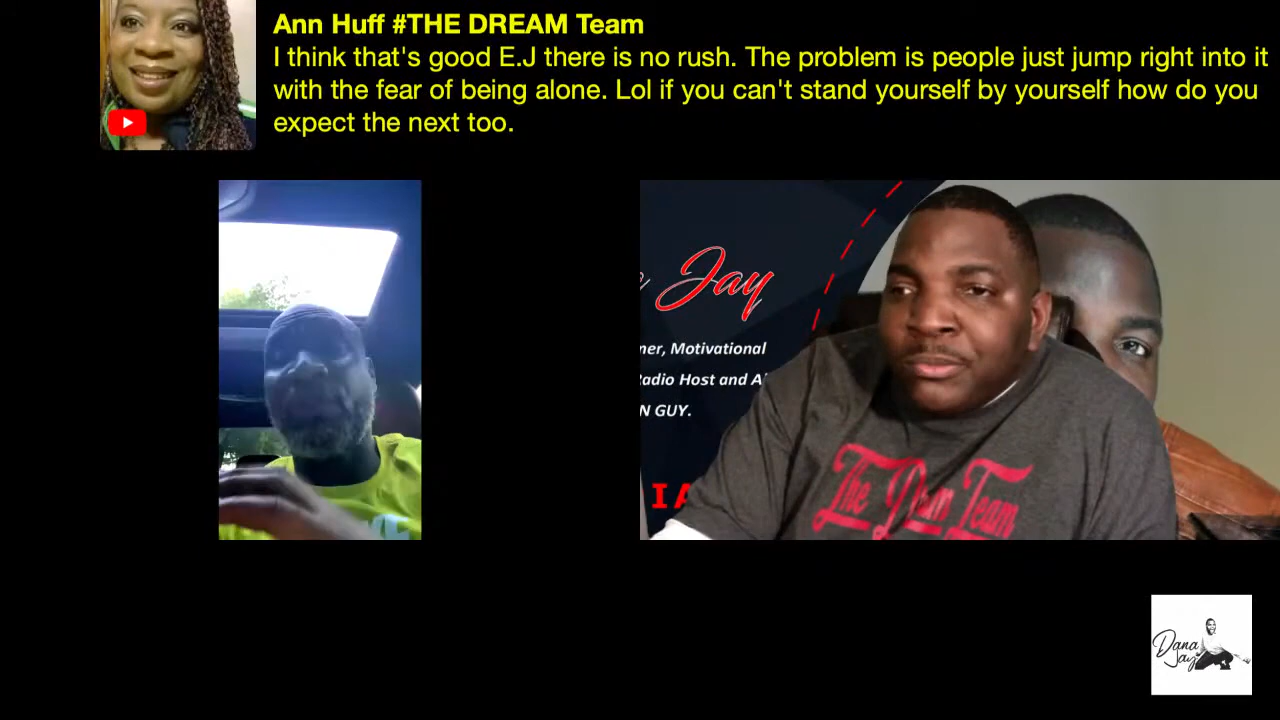 Ann Huff #THE DREAM Team
I think that's good E.J there is no rush. The problem is people just jump right into it
with the fear of being alone. Lol if you can't stand yourself by yourself how do you
expect the next too.
Jay
Motivational
Radio Host and
GUY.
The Dream Team
Dana
Jay